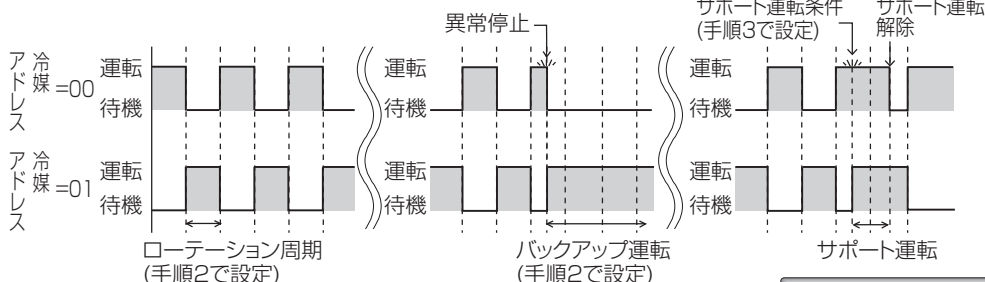 異常停止
サポート運転条件
(手順3で設定)
サポート運転
解除
冷媒
アドレス
=00
運転
待機
運転
待機
運転
待機
冷媒
アドレス
=01
運転
待機
運転
待機
運転
待機
ローテーション周期
(手順2で設定)
バックアップ運転
(手順2で設定)
サポート運転